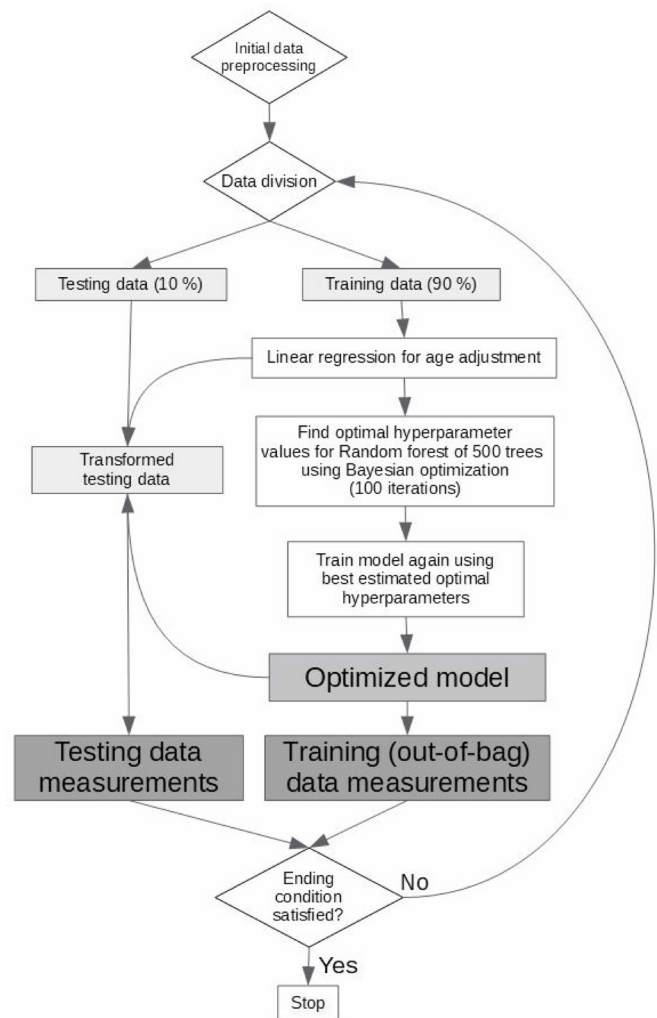 Initial data
preprocessing
Data division
Testing data (10 %)
Training data (90 %)
Linear regression for age adjustment
Find optimal hyperparameter
values for Random forest of 500 trees
using Bayesian optimization
(100 iterations)
Transformed
testing data
Train model again using
best estimated optimal
hyperparameters
Optimized model
Testing data
measurements
Training (out-of-bag)
data measurements
Ending
condition
satisfied?
No
Yes
Stop